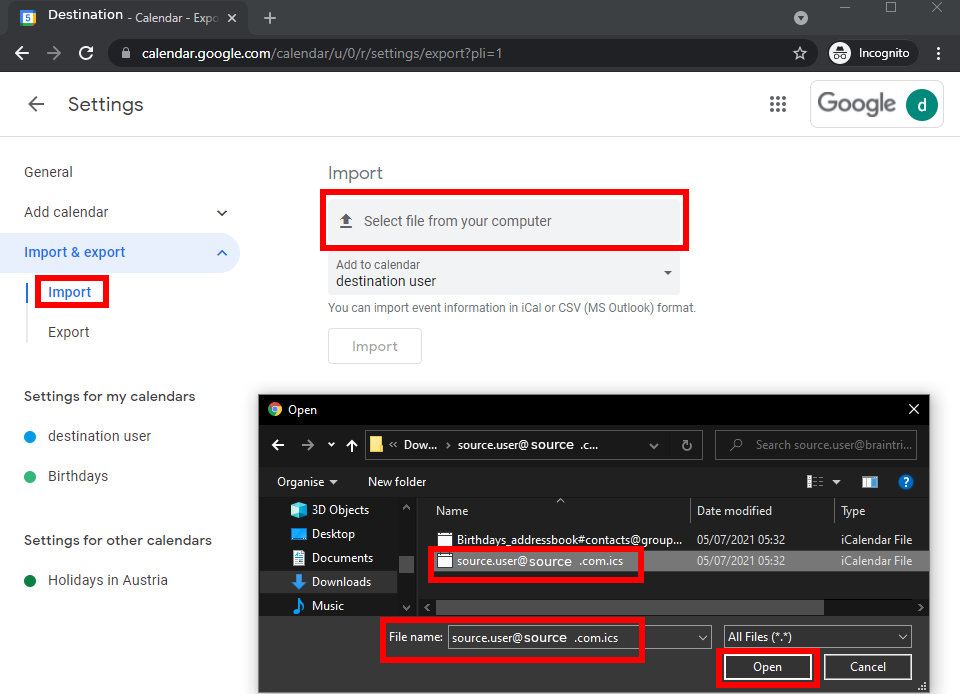 5 Destination - Calendar - Expo
calendar.google.com/calendar/u/0/r/settings/export?pli=1
Incognito
Settings
Google d
General
Add calendar
Import & export
Import
Export
Settings for my calendars
destination user
Birthdays
Settings for other calendars
Holidays in Austria
Import
Select file from your computer
Add to calendar
destination user
You can import event information in iCal or CSV (MS Outlook) format.
Import
Open
« Dow... › source.user@ source .c...
Search source.user@braintri...
Organise New folder
?
3D Objects
Desktop
Documents
Downloads
Music
Name Date modified Type
Birthdays_addressbook#contacts@group... 05/07/2021 05:32 iCalendar File
source.user@ source .com.ics 05/07/2021 05:32 iCalendar File
File name: source.user@ source .com.ics All Files (*.*)
Open Cancel